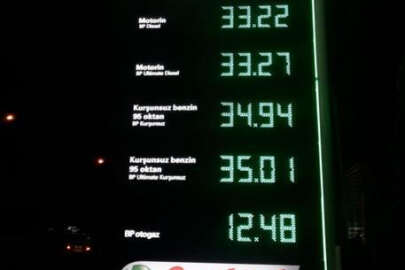 Motorin
BP Diesel
33.22
Motorin
BP Ultimate Diesel
33.27
Kurşunsuz benzin
95 oktan
BP Kurşunsuz
34.94
Kurşunsuz benzin
95 oktan
BP Ultimate Kurşunsuz
35.01
BP otogaz
12.48